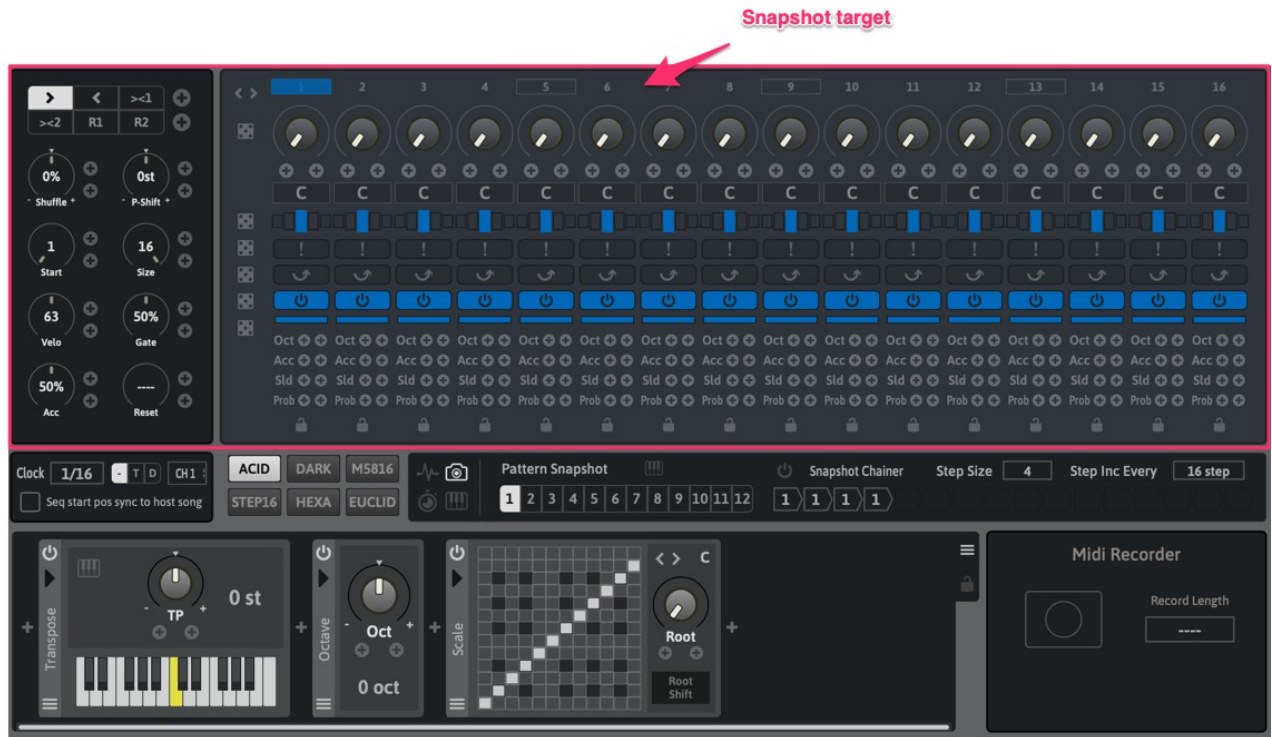 Snapshot target
> < ><1
><2 R1 R2
1 2 3 4 5 6 7 8 9 10 11 12 13 14 15 16
0% 0st
- Shuffle + - P-Shift +
C C C C C C C C C C C C C C C C
1 16
Start Size
! ! ! ! ! ! ! ! ! ! ! ! ! ! ! !
63 50%
Velo Gate
Oct Oct Oct Oct Oct Oct Oct Oct Oct Oct Oct Oct Oct Oct Oct Oct
Acc Acc Acc Acc Acc Acc Acc Acc Acc Acc Acc Acc Acc Acc Acc Acc
Sld Sld Sld Sld Sld Sld Sld Sld Sld Sld Sld Sld Sld Sld Sld Sld
Prob Prob Prob Prob Prob Prob Prob Prob Prob Prob Prob Prob Prob Prob Prob Prob
50% ----
Acc Reset
Clock 1/16 - T D CH1
Seq start pos sync to host song
ACID DARK M5816
STEP16 HEXA EUCLID
Pattern Snapshot
1 2 3 4 5 6 7 8 9 10 11 12
Snapshot Chainer Step Size 4 Step Inc Every 16 step
1 1 1 1
Transpose
- TP +
0 st
Octave
- Oct +
0 oct
Scale
< > C
Root
Root
Shift
Midi Recorder
Record Length
----